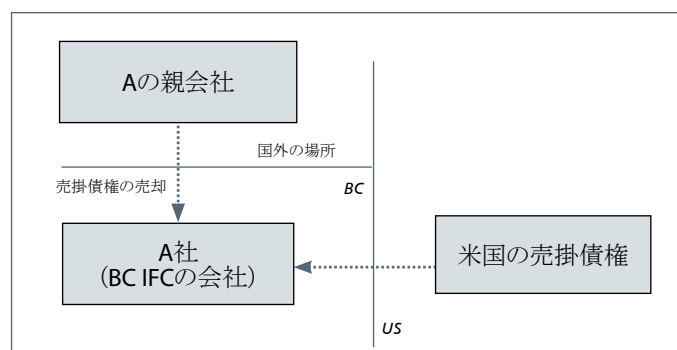 Aの親会社
国外の場所
売掛債権の売却
BC
A社
(BC IFCの会社)
米国の売掛債権
US